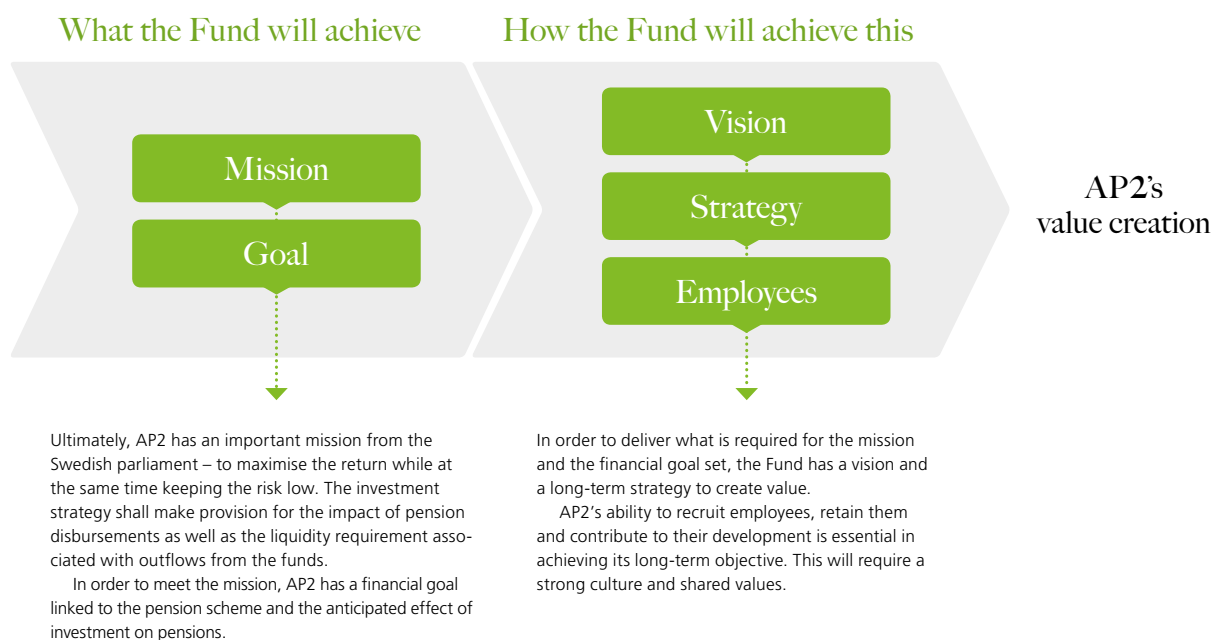 What the Fund will achieve
Mission
Goal
Ultimately, AP2 has an important mission from the
Swedish parliament – to maximise the return while at
the same time keeping the risk low. The investment
strategy shall make provision for the impact of pension
disbursements as well as the liquidity requirement asso-
ciated with outflows from the funds.
In order to meet the mission, AP2 has a financial goal
linked to the pension scheme and the anticipated effect of
investment on pensions.
How the Fund will achieve this
Vision
Strategy
Employees
In order to deliver what is required for the mission
and the financial goal set, the Fund has a vision and
a long-term strategy to create value.
AP2's ability to recruit employees, retain them
and contribute to their development is essential in
achieving its long-term objective. This will require a
strong culture and shared values.
AP2's
value creation